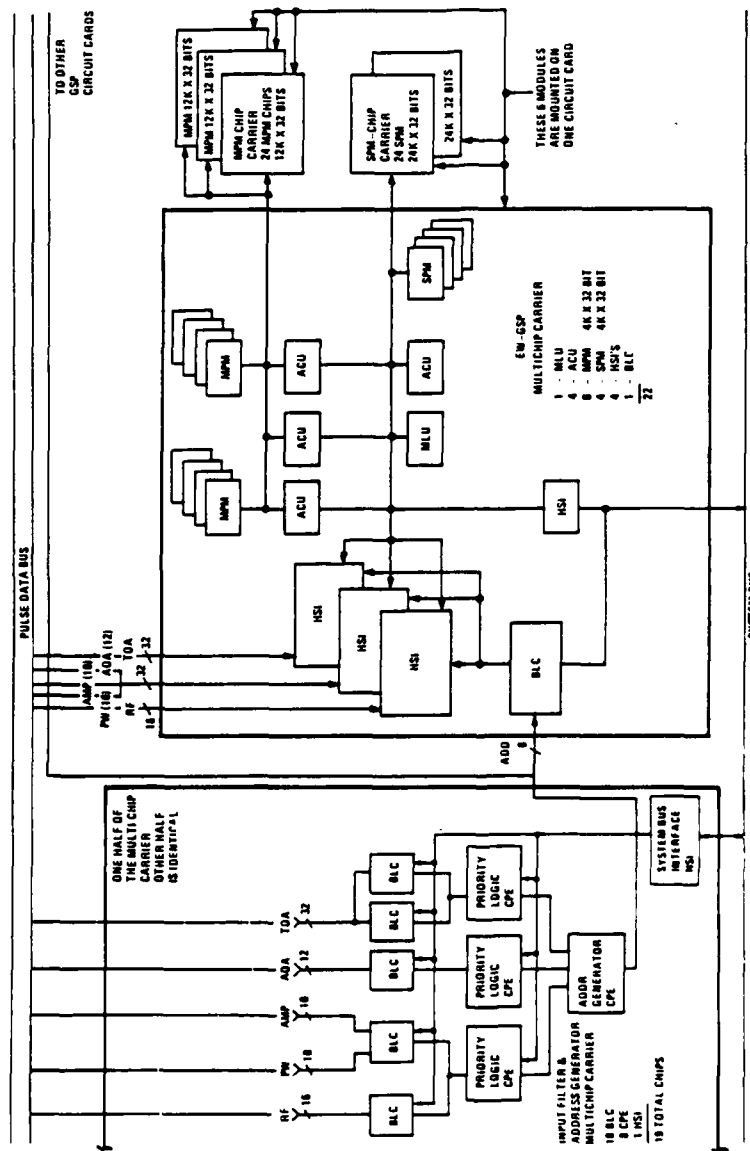 PULSE DATA BUS
TO OTHER
GSP
CIRCUIT CARDS
ONE HALF OF
THE MULTI CHIP
CARRIER
OTHER HALF
IS IDENTICAL
RF
16
PW
AMP
AOA
12
TOA
32
BLC
BLC
BLC
BLC
BLC
PRIORITY
LOGIC
CPE
PRIORITY
LOGIC
CPE
PRIORITY
LOGIC
CPE
ADDR
GENERATOR
CPE
SYSTEM BUS
INTERFACE
HSI
INPUT FILTER &
ADDRESS GENERATOR
MULTICHIP CARRIER
10 BLC
8 CPE
1 HSI
19 TOTAL CHIPS
PW (16)
RF
16
AMP (16)
AOA (12)
32
TOA
32
ADD
BLC
HSI
HSI
HSI
HSI
MPM
MPM
ACU
ACU
ACU
MLU
ACU
SPM
EW-GSP
MULTICHIP CARRIER
1 - MLU
4 - ACU
8 - MPM 4K X 32 BIT
4 - SPM 4K X 32 BIT
4 - HSI'S
1 - BLC
22
MPM 12K X 32 BITS
MPM 12K X 32 BITS
MPM CHIP
CARRIER
24 MPM CHIPS
12K X 32 BITS
SPM-CHIP
CARRIER
24 SPM
24K X 32 BITS
24K X 32 BITS
THESE 6 MODULES
ARE MOUNTED ON
ONE CIRCUIT CARD